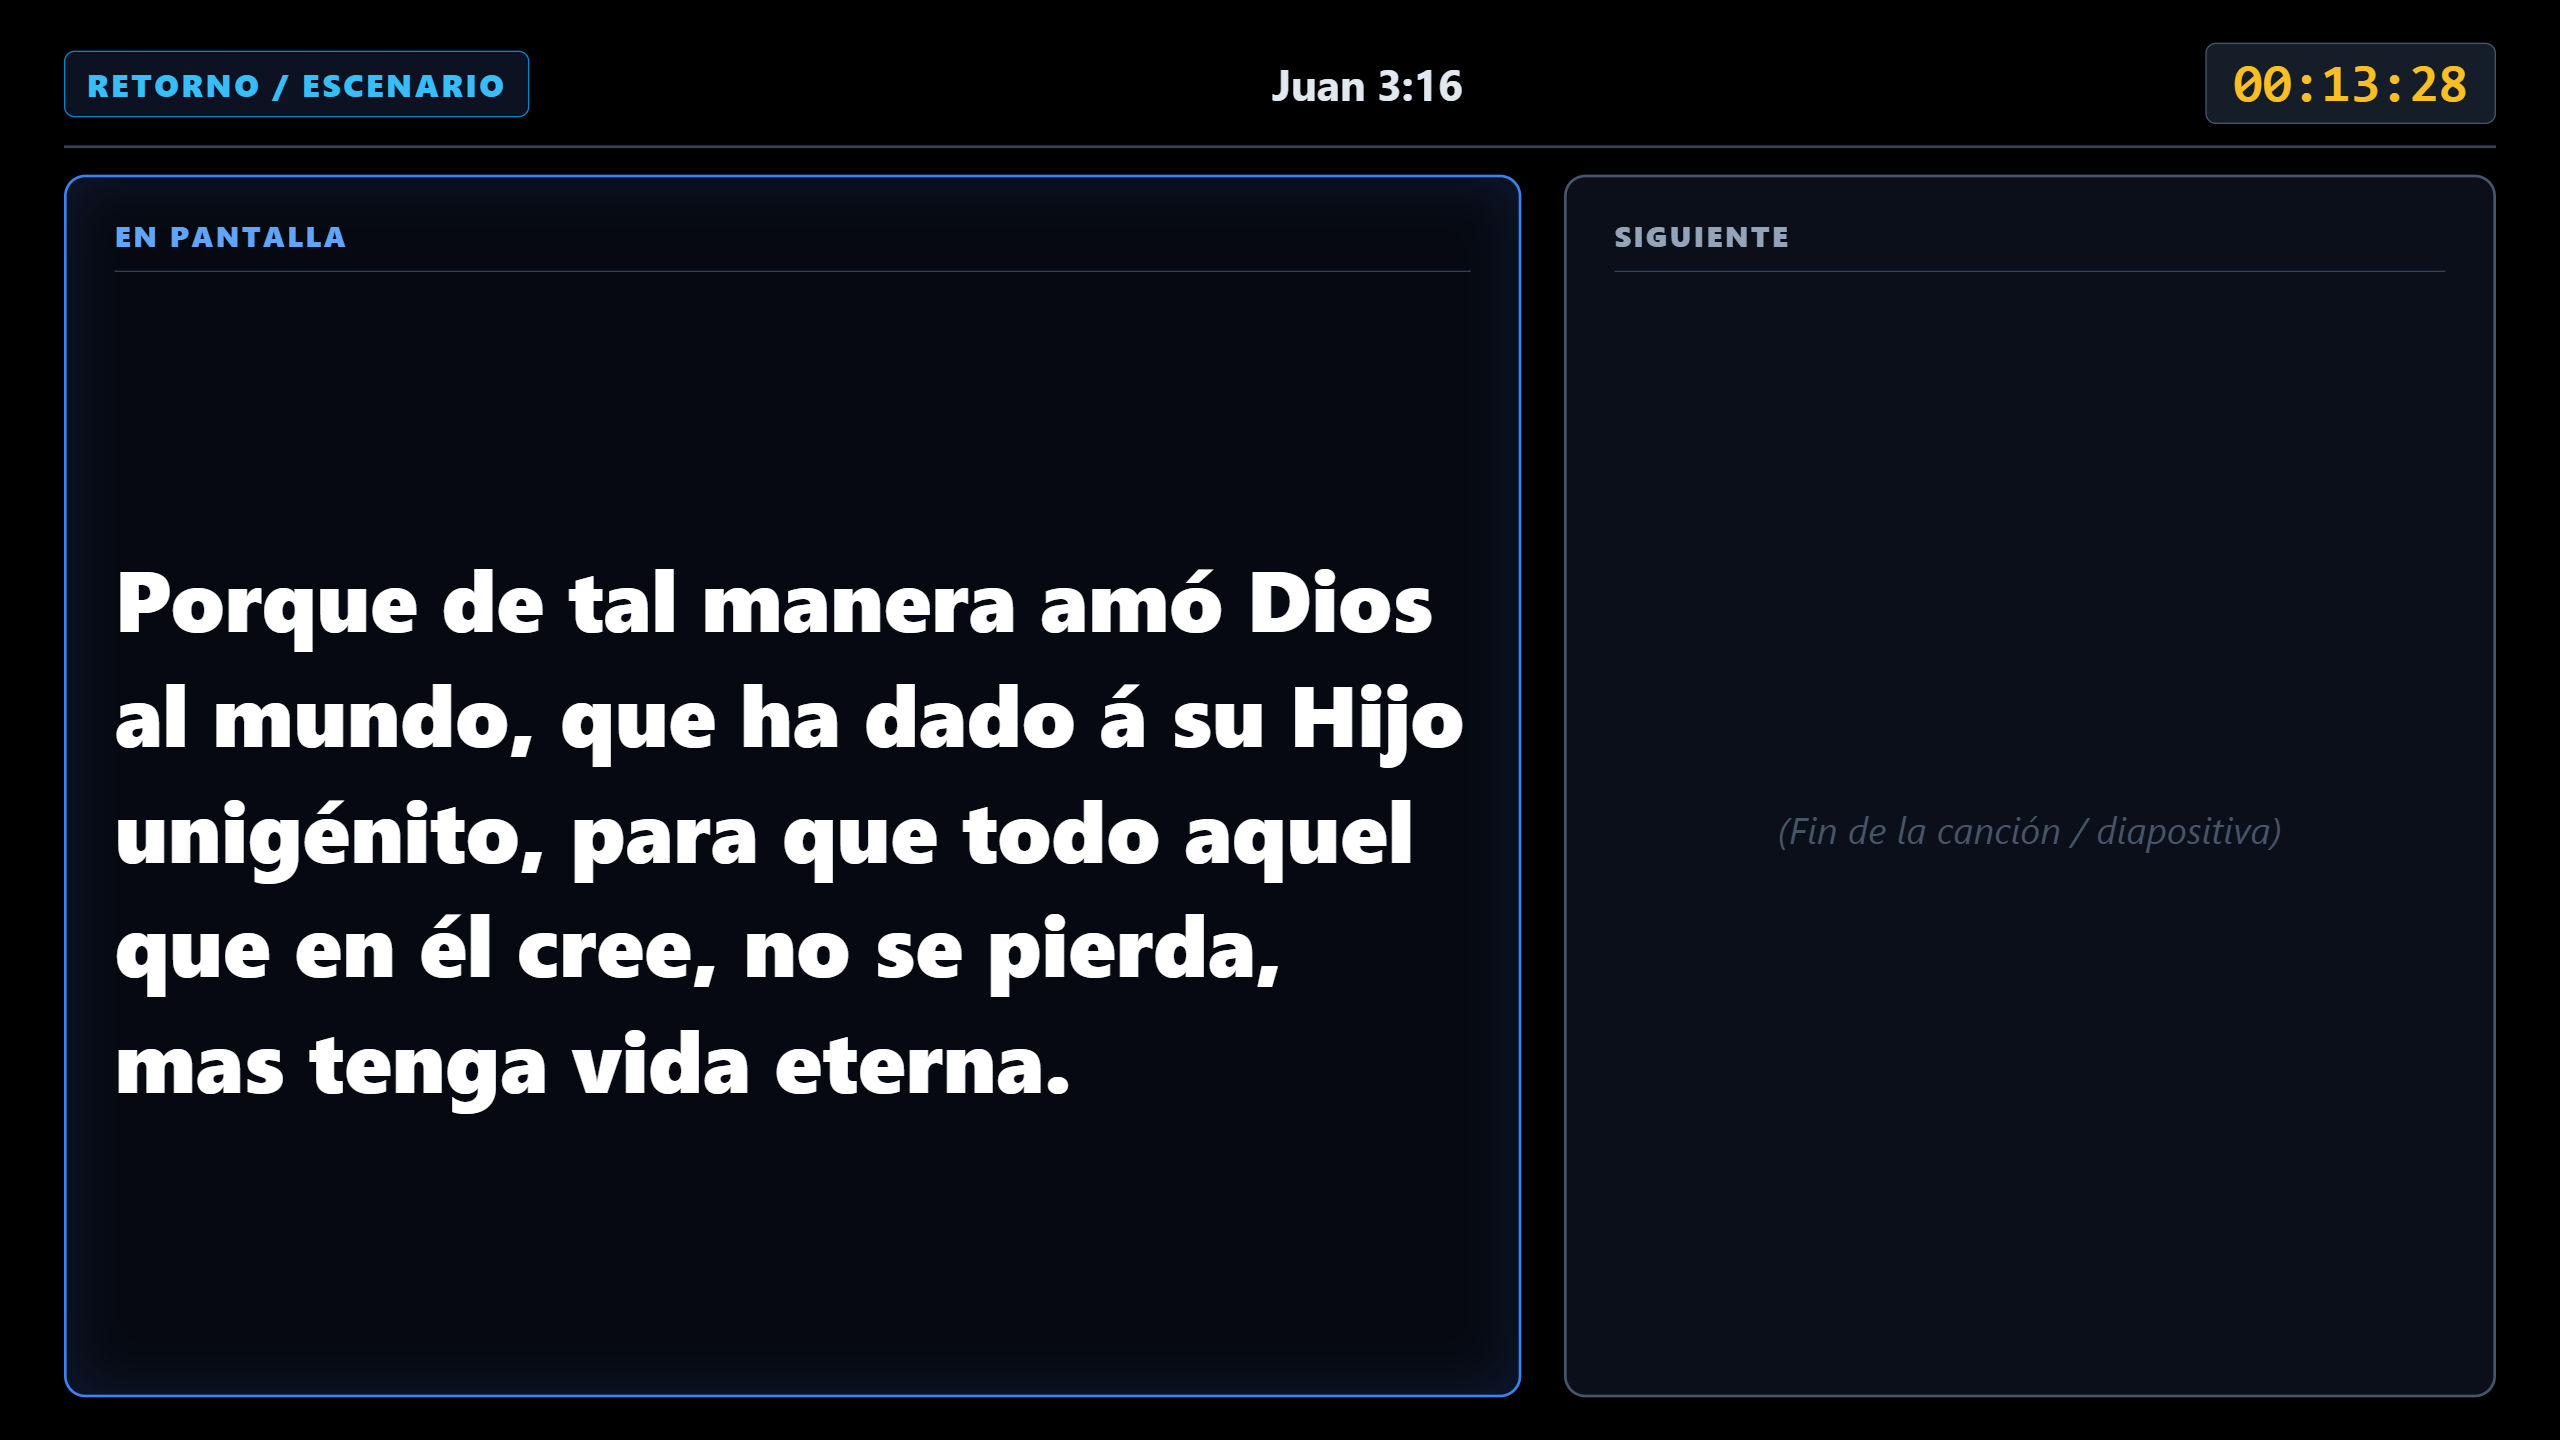 RETORNO / ESCENARIO
Juan 3:16
00:13:28
EN PANTALLA
Porque de tal manera amó Dios
al mundo, que ha dado á su Hijo
unigénito, para que todo aquel
que en él cree, no se pierda,
mas tenga vida eterna.
SIGUIENTE
(Fin de la canción / diapositiva)